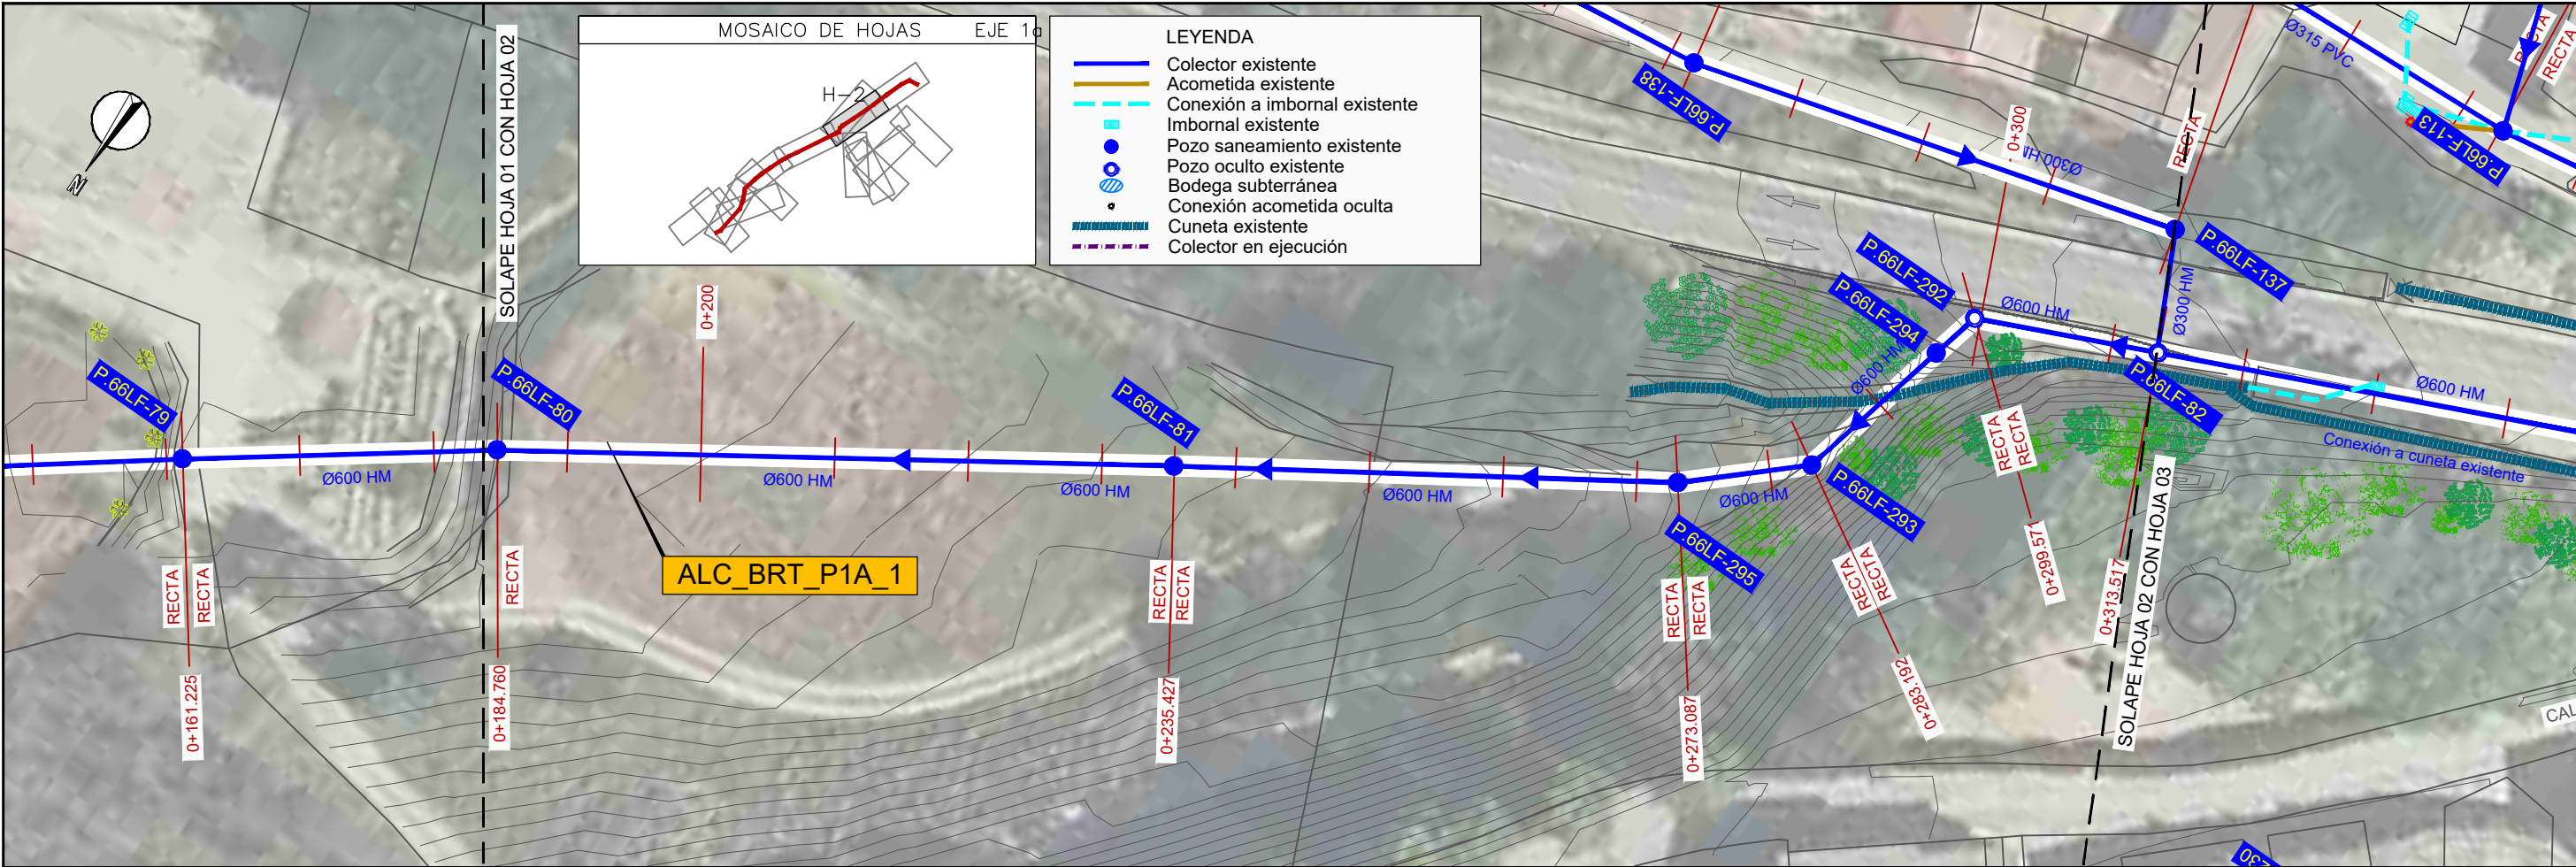 MOSAICO DE HOJAS EJE 1a
H-2
LEYENDA
Colector existente
Acometida existente
Conexión a imbornal existente
Imbornal existente
Pozo saneamiento existente
Pozo oculto existente
Bodega subterránea
Conexión acometida oculta
Cuneta existente
Colector en ejecución
N
SOLAPE HOJA 01 CON HOJA 02
P.66LF-79
Ø600 HM
P.66LF-80
0+200
Ø600 HM
P.66LF-81
Ø600 HM
Ø600 HM
P.66LF-295
Ø600 HM
P.66LF-293
Ø600 HM
P.66LF-294
P.66LF-292
Ø600 HM
P.66LF-82
Ø600 HM
Ø300 HM
P.66LF-137
P.66LF-138
Ø300 HM
0+300
RECTA
Ø315 PVC
P.66LF-113
RECTA
RECTA
Conexión a cuneta existente
ALC_BRT_P1A_1
RECTA
RECTA
0+161.225
RECTA
0+184.760
RECTA
RECTA
0+235.427
RECTA
RECTA
0+273.087
RECTA
RECTA
0+283.192
RECTA
RECTA
0+299.571
0+313.517
SOLAPE HOJA 02 CON HOJA 03
CAL
230